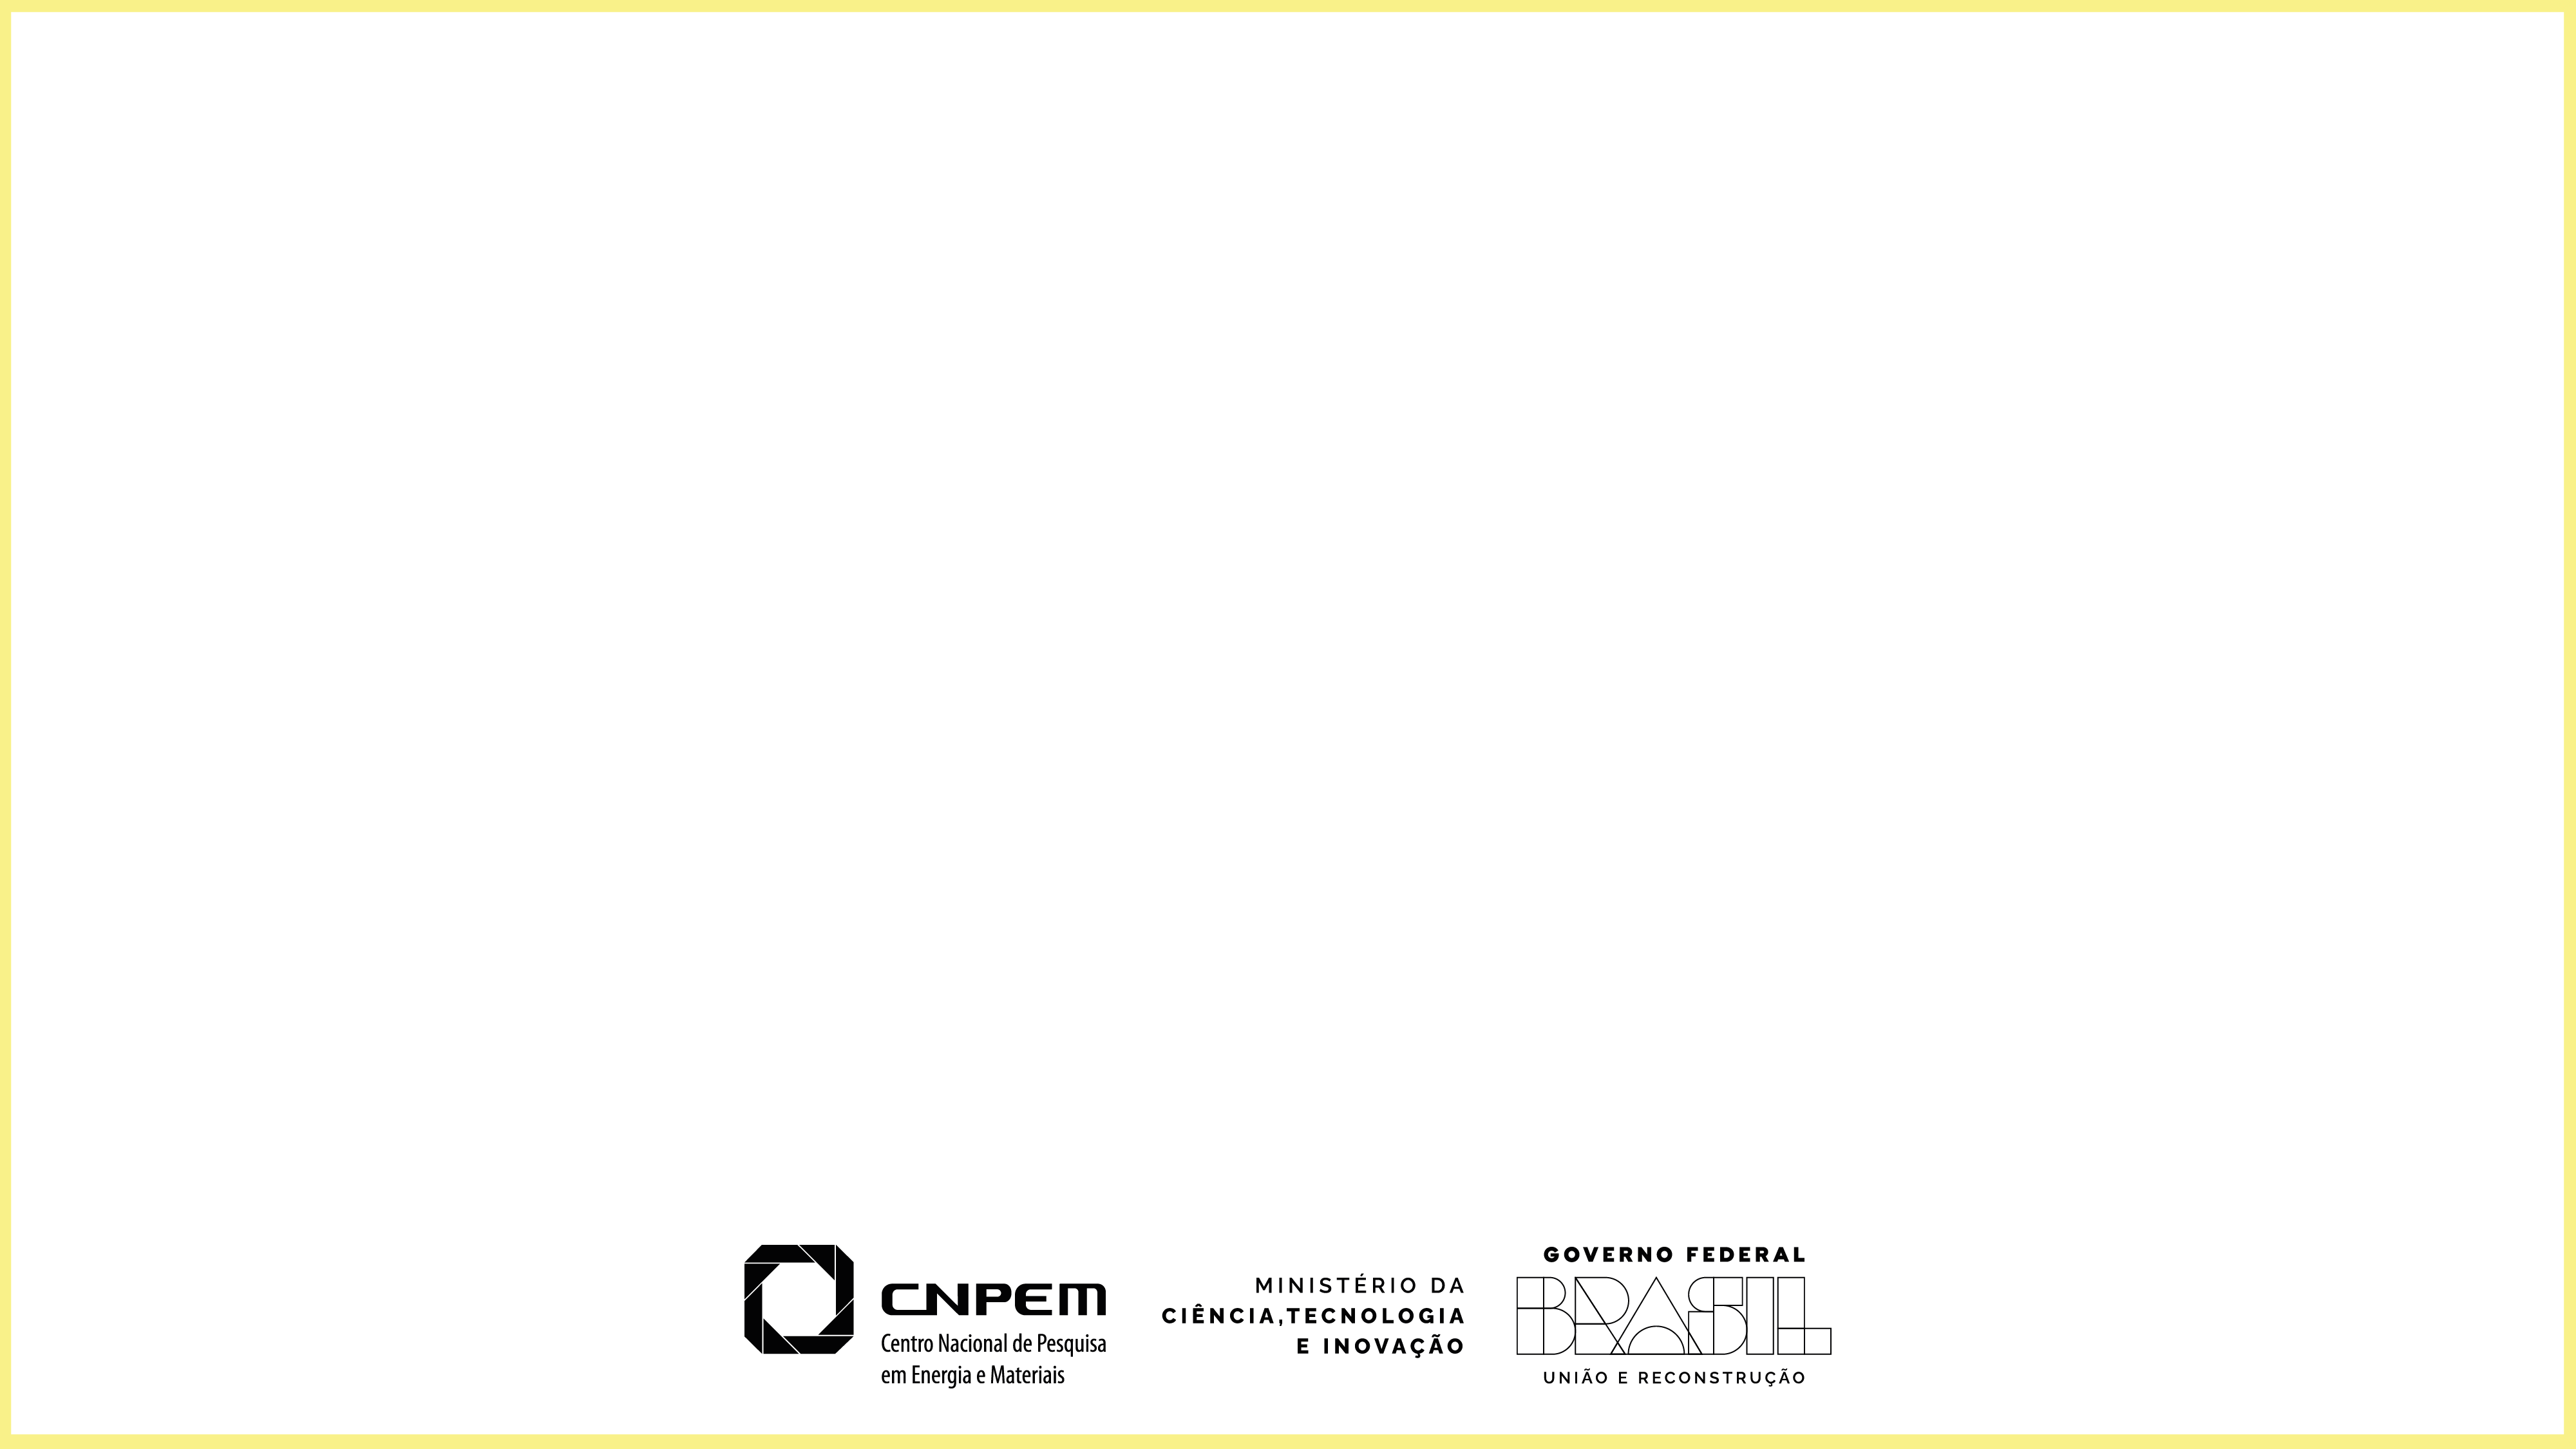 CNPEM
Centro Nacional de Pesquisa
em Energia e Materiais
MINISTÉRIO DA
CIÊNCIA,TECNOLOGIA
E INOVAÇÃO
GOVERNO FEDERAL
BRASIL
UNIÃO E RECONSTRUÇÃO